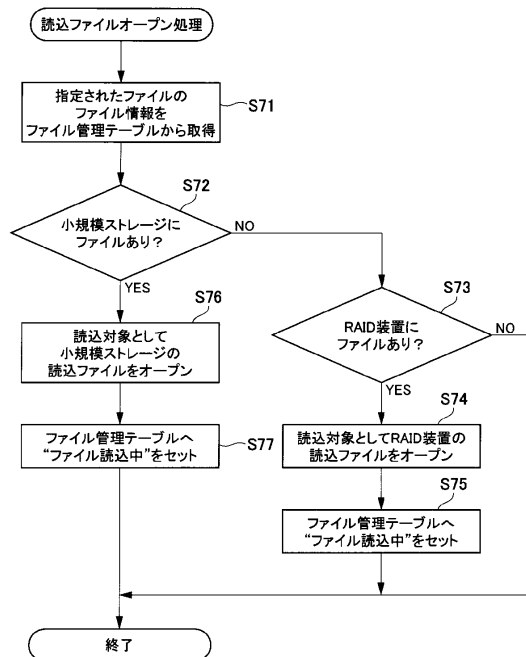 読込ファイルオープン処理
指定されたファイルの
ファイル情報を
ファイル管理テーブルから取得
S71
S72
小規模ストレージに
ファイルあり？
NO
YES
S73
RAID装置に
ファイルあり？
NO
YES
S76
読込対象として
小規模ストレージの
読込ファイルをオープン
S74
読込対象としてRAID装置の
読込ファイルをオープン
ファイル管理テーブルへ
“ファイル読込中”をセット
S77
S75
ファイル管理テーブルへ
“ファイル読込中”をセット
終了